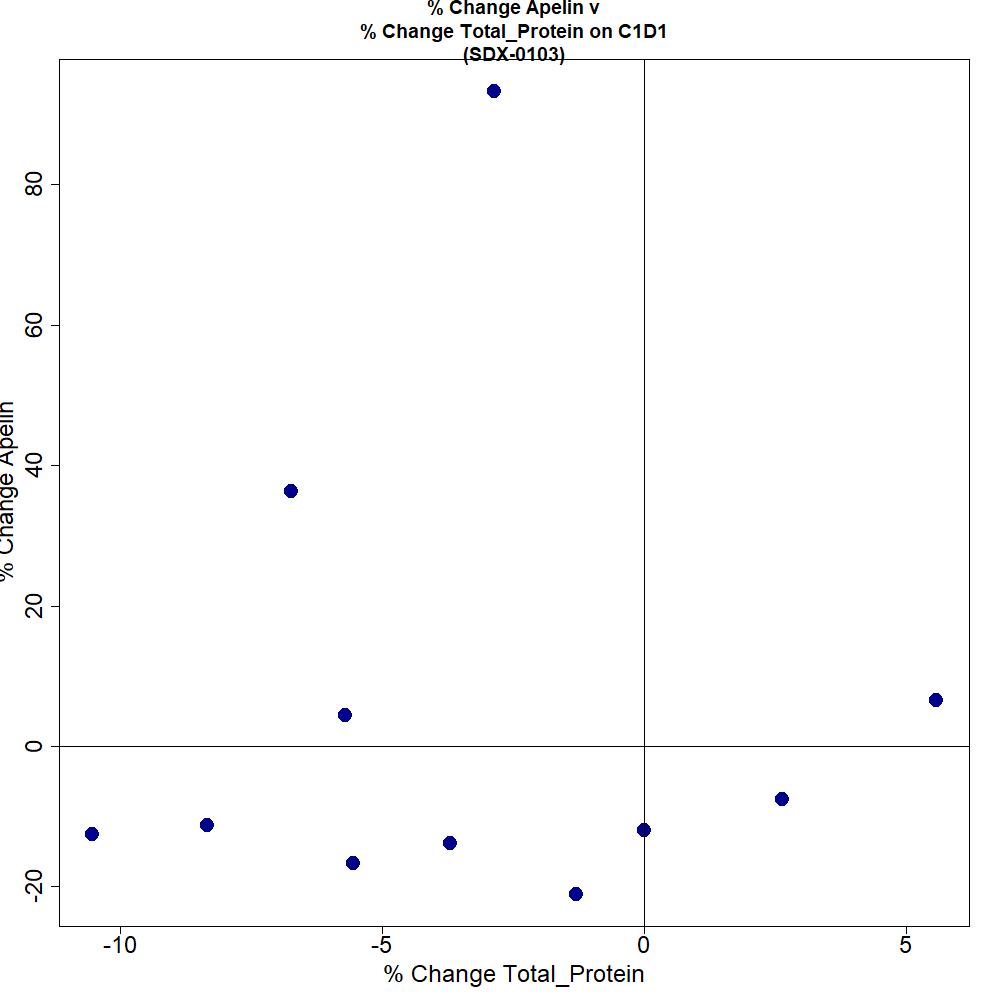 % Change Apelin v
% Change Total_Protein on C1D1
(SDX-0103)
80
60
40
20
0
-20
% Change Apelin
-10
-5
0
5
% Change Total_Protein